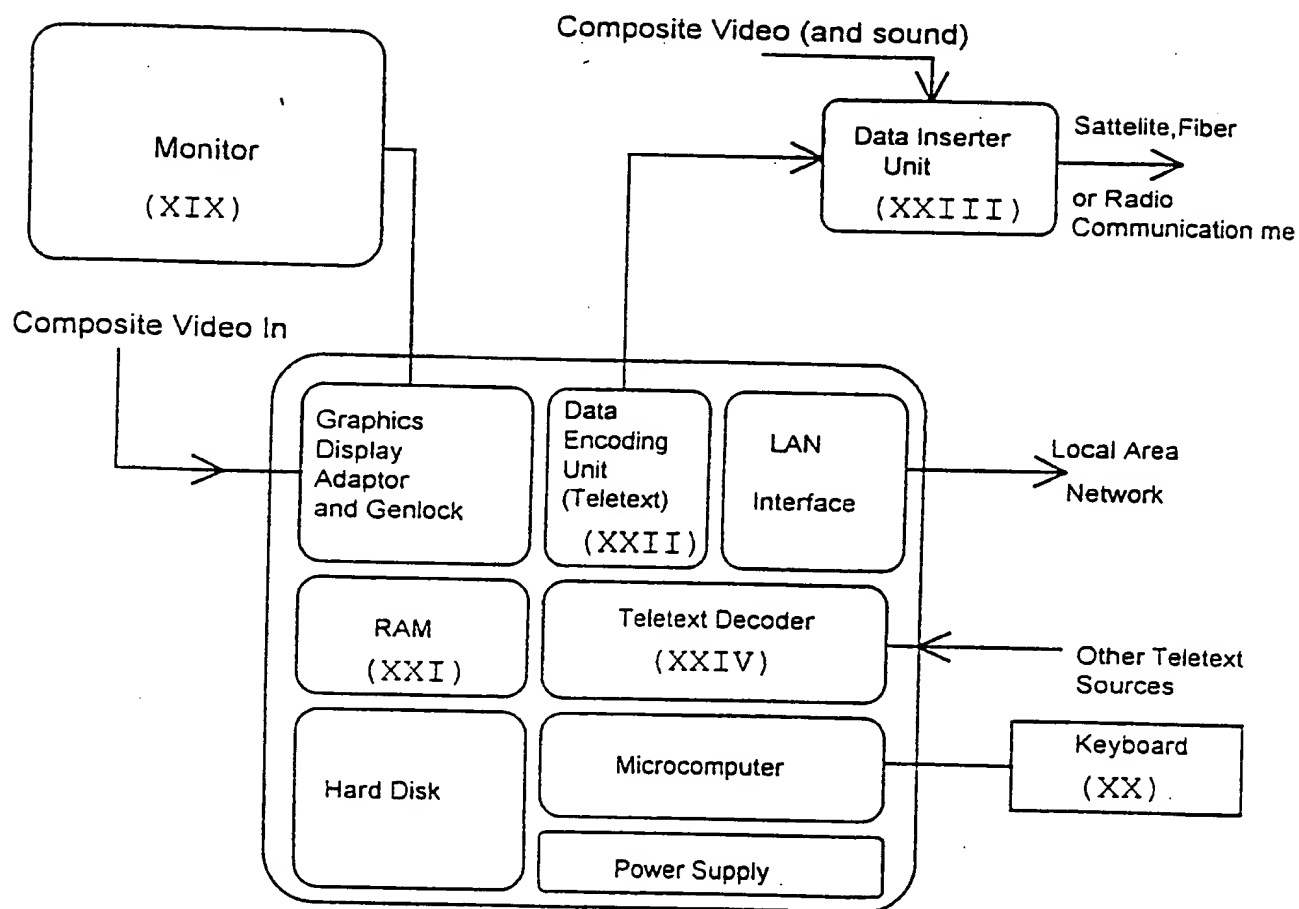 Composite Video (and sound)
Monitor
(XIX)
Data Inserter
Unit
(XXIII)
Sattelite,Fiber
or Radio
Communication me
Composite Video In
Graphics
Display
Adaptor
and Genlock
Data
Encoding
Unit
(Teletext)
(XXII)
LAN
Interface
Local Area
Network
RAM
(XXI)
Teletext Decoder
(XXIV)
Other Teletext
Sources
Hard Disk
Microcomputer
Keyboard
(XX)
Power Supply